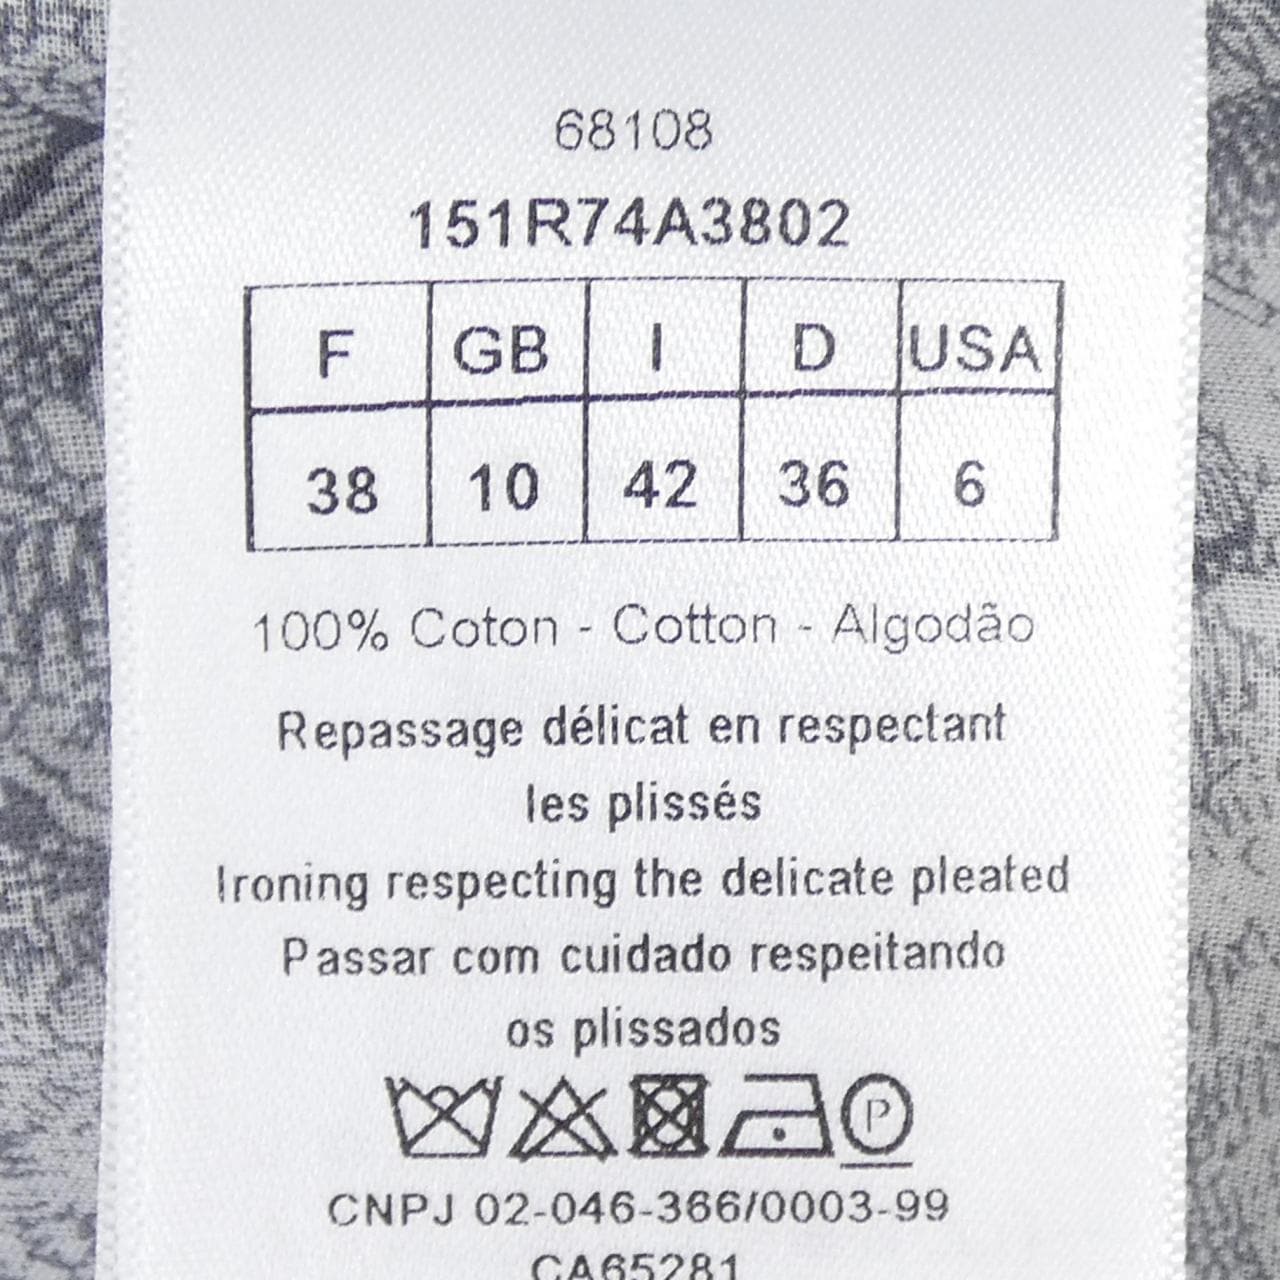 68108
151R74A3802
F GB I D USA
38 10 42 36 6
100% Coton - Cotton - Algodão
Repassage délicat en respectant
les plissés
Ironing respecting the delicate pleated
Passar com cuidado respeitando
os plissados
P
CNPJ 02-046-366/0003-99
CA65281